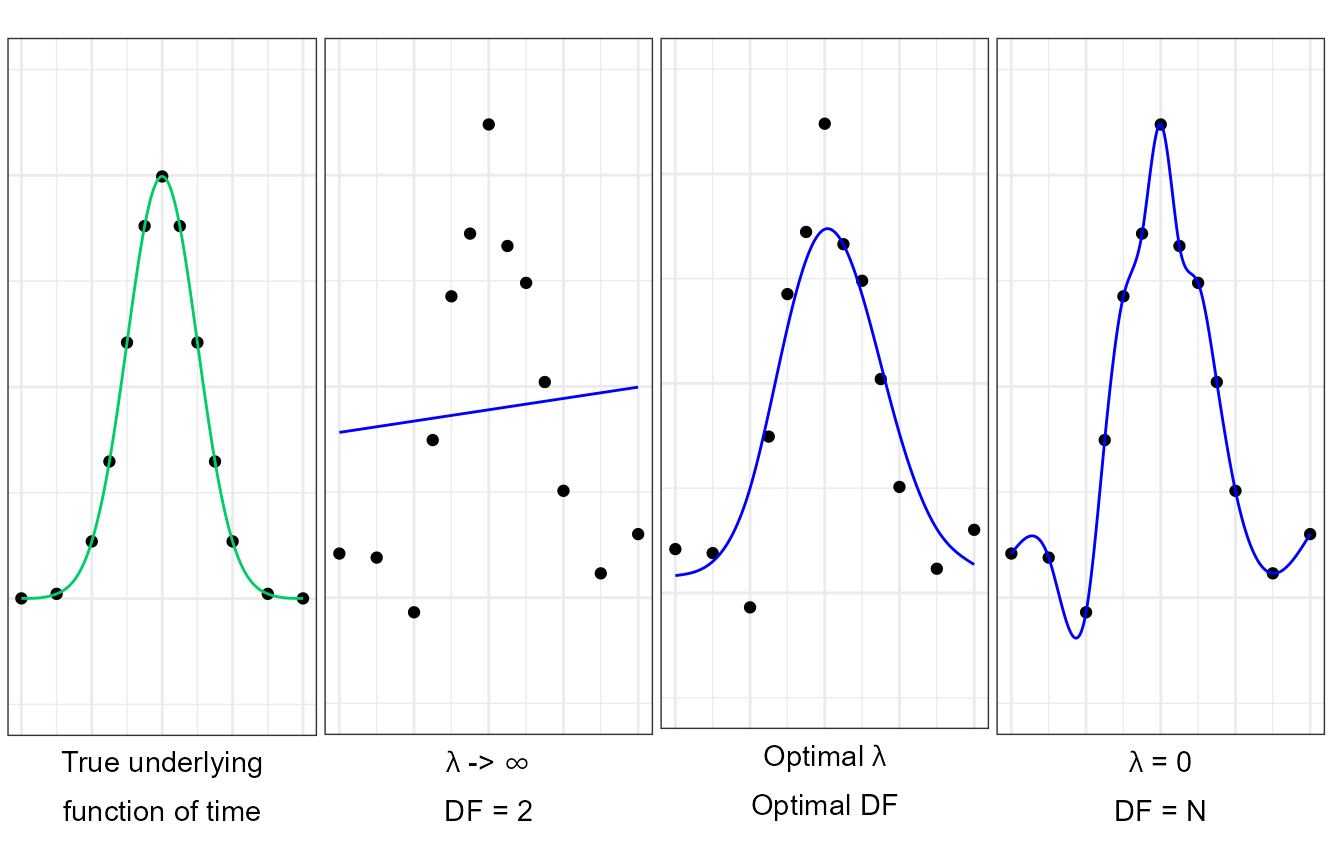 True underlying
function of time
λ -> ∞
DF = 2
Optimal λ
Optimal DF
λ = 0
DF = N